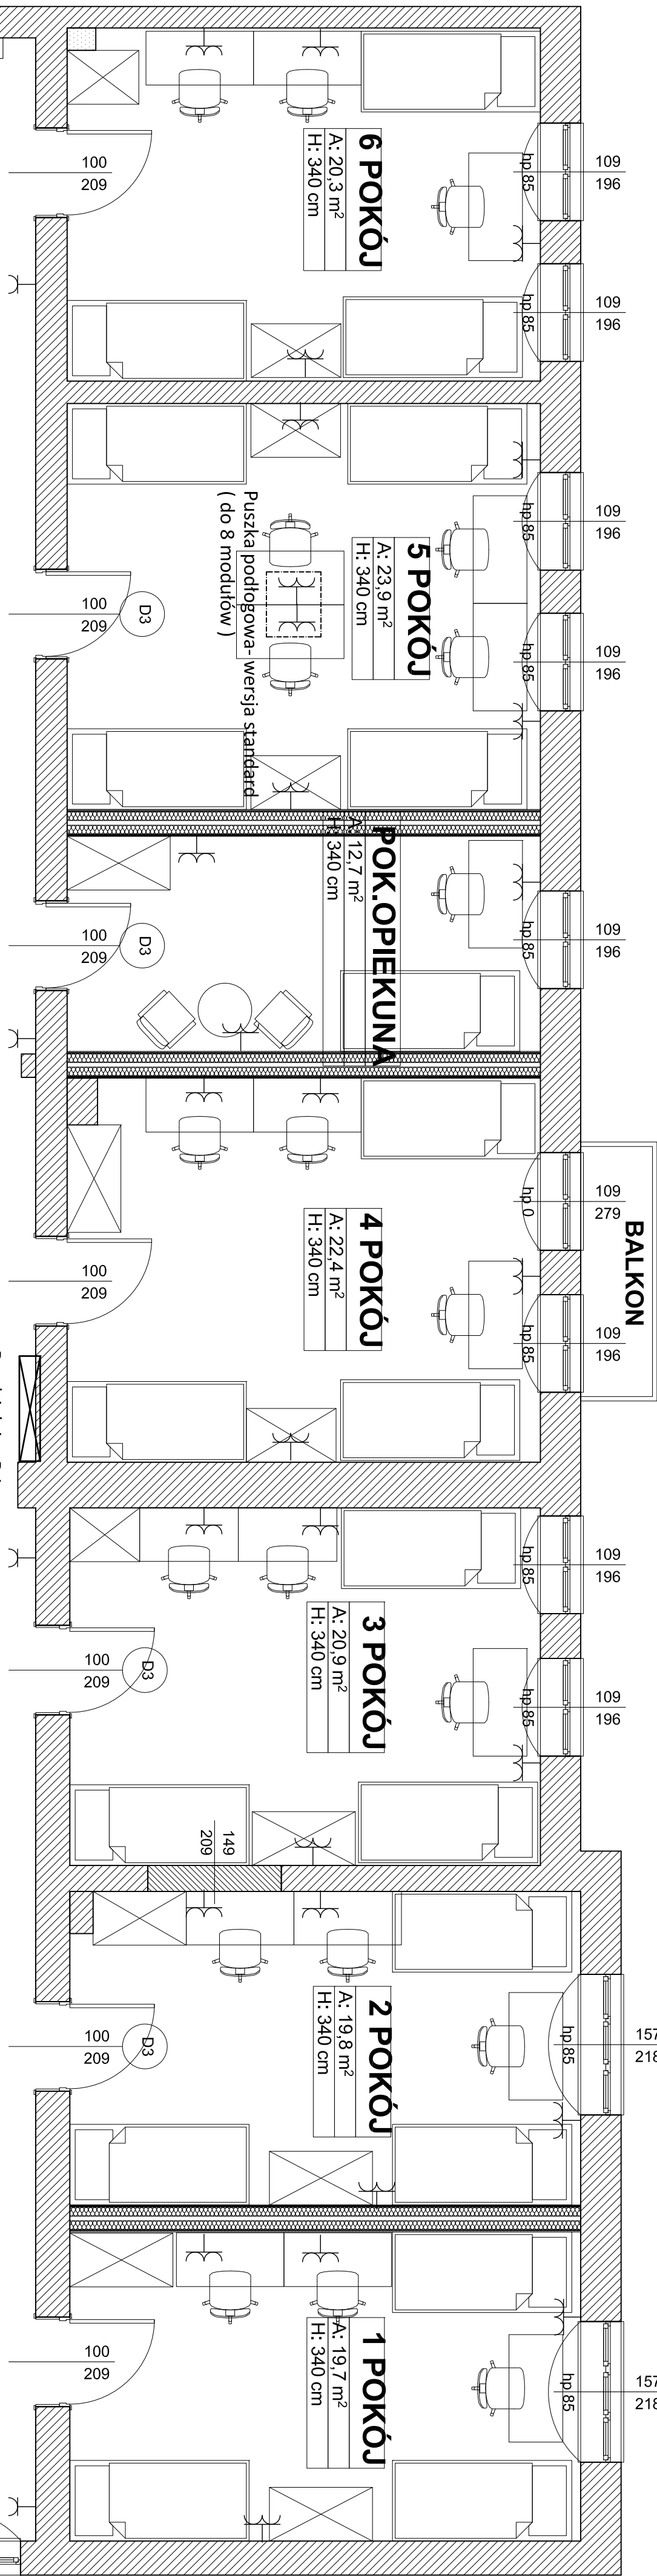 109
196
hp.85
6 POKÓJ
A: 20,3 m²
H: 340 cm
100
209
109
196
hp.85
109
196
hp.85
5 POKÓJ
A: 23,9 m²
H: 340 cm
Puszka podłogowa- wersja standard
( do 8 modułów )
100
209
D3
109
196
hp.85
109
196
hp.85
POK.OPIEKUNA
A: 12,7 m²
H: 340 cm
100
209
D3
BALKON
109
279
hp.0
109
196
hp.85
4 POKÓJ
A: 22,4 m²
H: 340 cm
100
209
109
196
hp.85
109
196
hp.85
3 POKÓJ
A: 20,9 m²
H: 340 cm
100
209
D3
149
209
157
218
hp.85
2 POKÓJ
A: 19,8 m²
H: 340 cm
100
209
D3
157
218
hp.85
1 POKÓJ
A: 19,7 m²
H: 340 cm
100
209